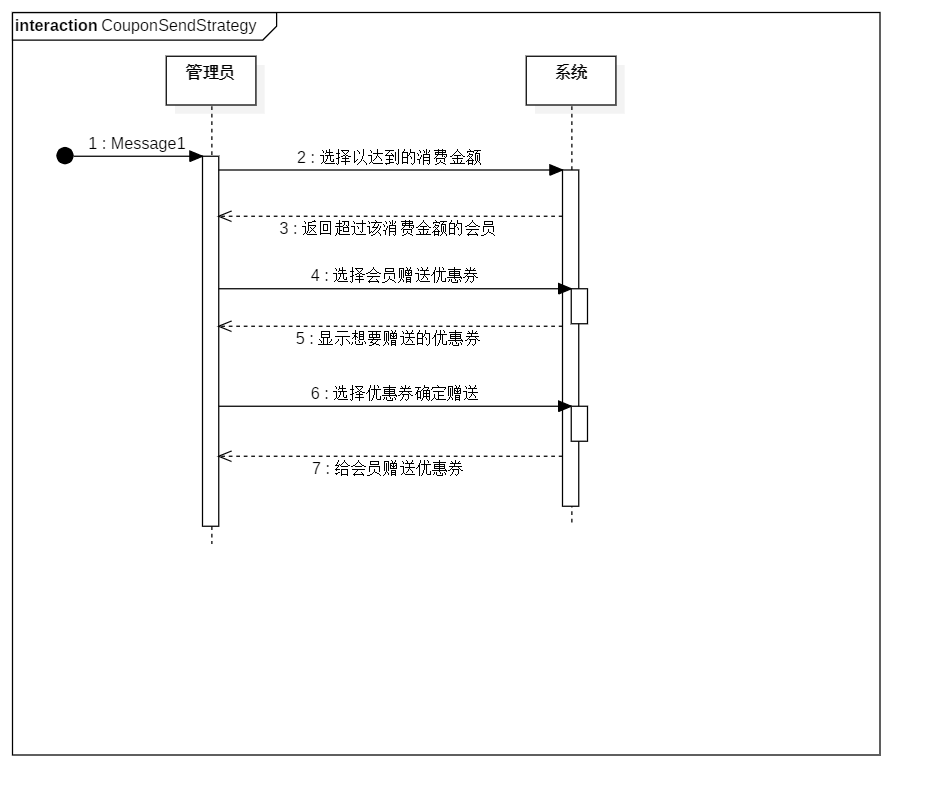 interaction CouponSendStrategy
管理员
系统
1 : Message1
2 : 选择以达到的消费金额
3 : 返回超过该消费金额的会员
4 : 选择会员赠送优惠券
5 : 显示想要赠送的优惠券
6 : 选择优惠券确定赠送
7 : 给会员赠送优惠券